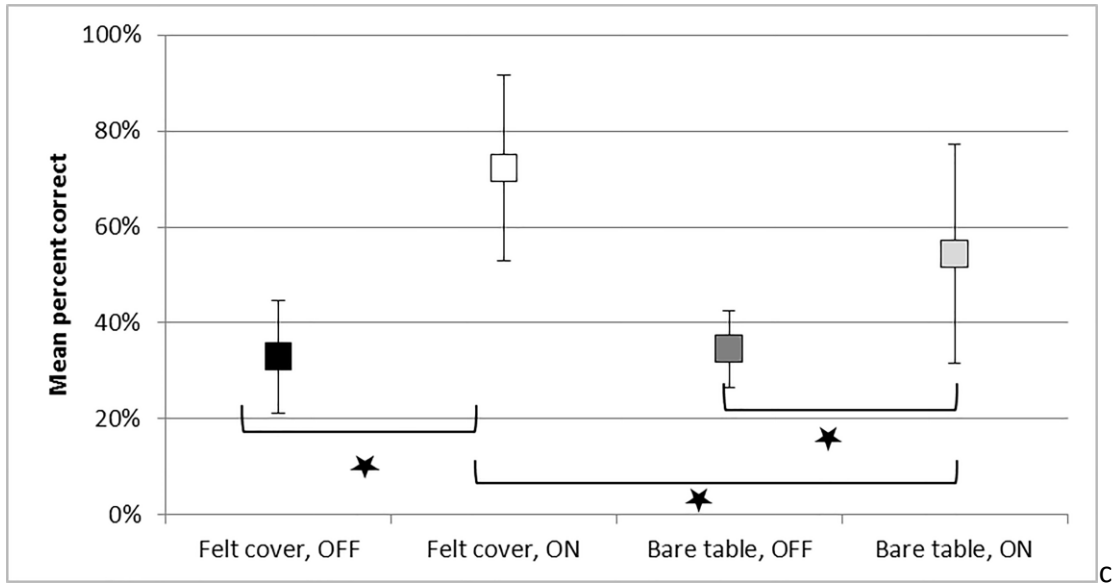 100%
80%
60%
40%
20%
0%
Mean percent correct
Felt cover, OFF
Felt cover, ON
Bare table, OFF
Bare table, ON
c